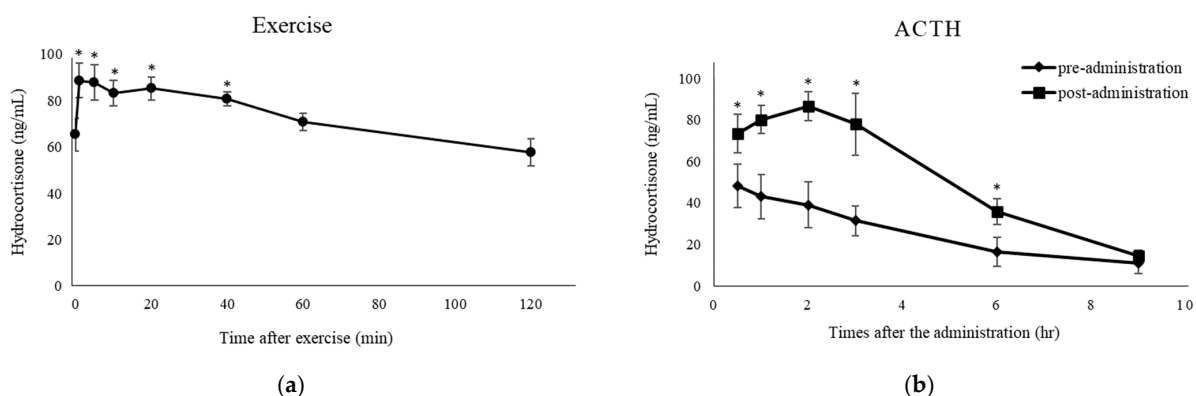 Exercise
100
80
60
40
20
0
Hydrocortisone (ng/mL)
* * * * *
0 20 40 60 80 100 120
Time after exercise (min)
(a)
ACTH
pre-administration
post-administration
100
80
60
40
20
0
Hydrocortisone (ng/mL)
* * * * *
0 2 4 6 8 10
Times after the administration (hr)
(b)